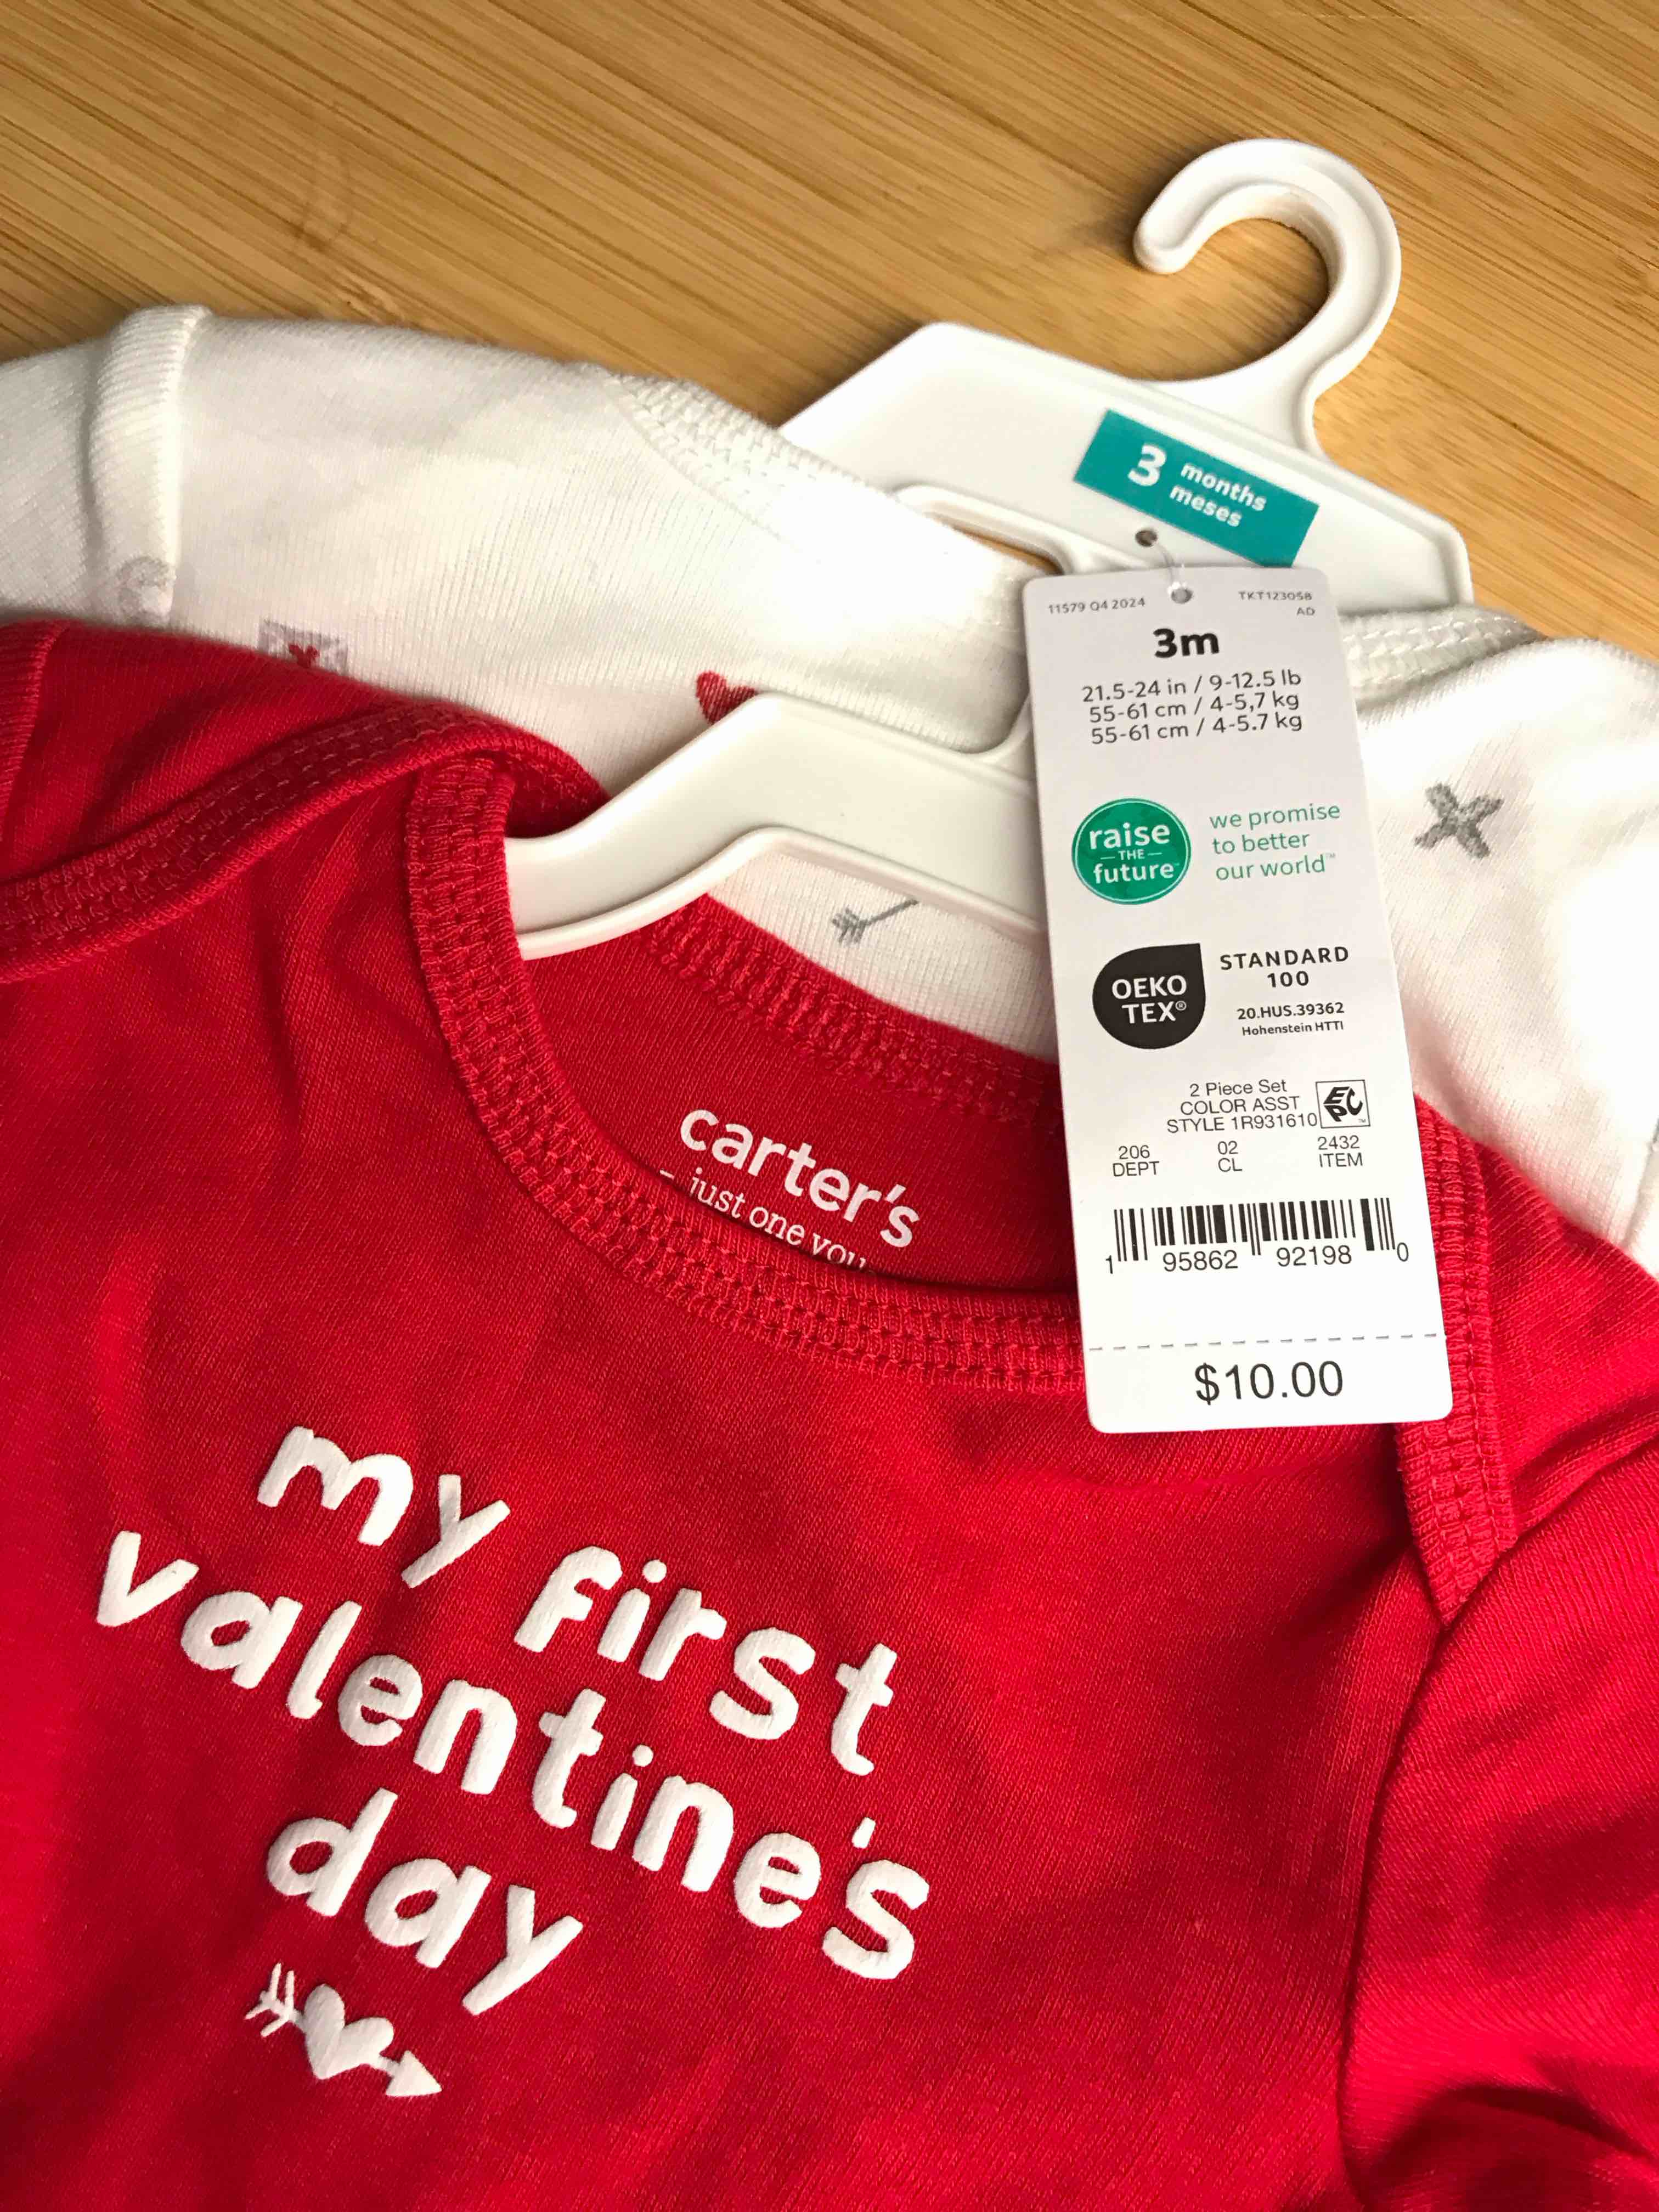 3 months
meses
11579 Q4 2024
TKT123058
AD
3m
21.5-24 in / 9-12.5 lb
55-61 cm / 4-5,7 kg
55-61 cm / 4-5.7 kg
raise
THE
future™
we promise
to better
our world™
OEKO
TEX®
STANDARD
100
20.HUS.39362
Hohenstein HTTI
2 Piece Set
COLOR ASST
STYLE 1R931610
EPC™
206 02 2432
DEPT CL ITEM
1 95862 92198 0
$10.00
carter's
just one you
my first
valentine's
day